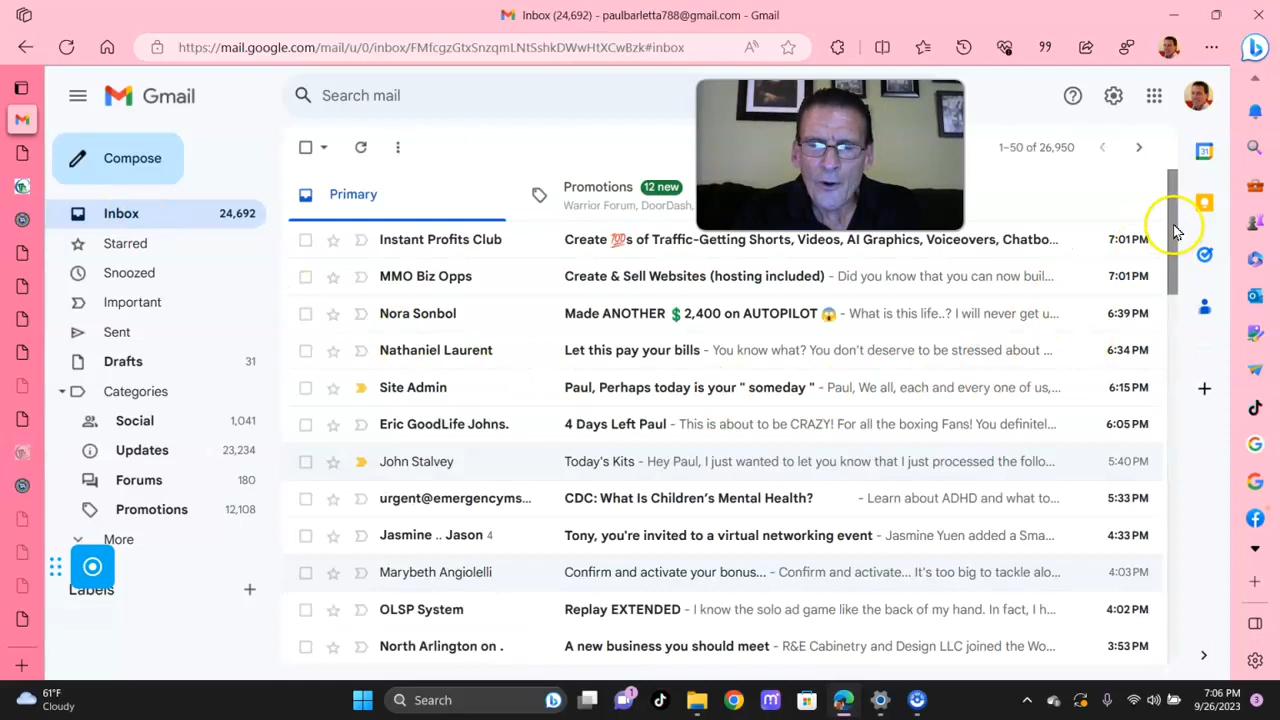 Inbox (24,692) - paulbarletta788@gmail.com - Gmail
https://mail.google.com/mail/u/0/inbox/FMfcgzGtxSnzqmLNtSshkDWwHtXCwBzk#inbox
Gmail
Search mail
Compose
1–50 of 26,950
Primary
Promotions 12 new
Warrior Forum, DoorDash,
Inbox 24,692
Starred
Snoozed
Important
Sent
Drafts 31
Categories
Social 1,041
Updates 23,234
Forums 180
Promotions 12,108
More
Labels
Instant Profits Club Create 💯s of Traffic-Getting Shorts, Videos, AI Graphics, Voiceovers, Chatbo... 7:01 PM
MMO Biz Opps Create & Sell Websites (hosting included) - Did you know that you can now buil... 7:01 PM
Nora Sonbol Made ANOTHER 💲2,400 on AUTOPILOT 😱 - What is this life..? I will never get u... 6:39 PM
Nathaniel Laurent Let this pay your bills - You know what? You don't deserve to be stressed about ... 6:34 PM
Site Admin Paul, Perhaps today is your " someday " - Paul, We all, each and every one of us,... 6:15 PM
Eric GoodLife Johns. 4 Days Left Paul - This is about to be CRAZY! For all the boxing Fans! You definitel... 6:05 PM
John Stalvey Today's Kits - Hey Paul, I just wanted to let you know that I just processed the follo... 5:40 PM
urgent@emergencyms... CDC: What Is Children's Mental Health? - Learn about ADHD and what to... 5:33 PM
Jasmine .. Jason 4 Tony, you're invited to a virtual networking event - Jasmine Yuen added a Sma... 4:33 PM
Marybeth Angiolelli Confirm and activate your bonus... - Confirm and activate... It's too big to tackle alo... 4:03 PM
OLSP System Replay EXTENDED - I know the solo ad game like the back of my hand. In fact, I h... 4:02 PM
North Arlington on . A new business you should meet - R&E Cabinetry and Design LLC joined the Wo... 3:53 PM
61°F
Cloudy
Search
7:06 PM
9/26/2023